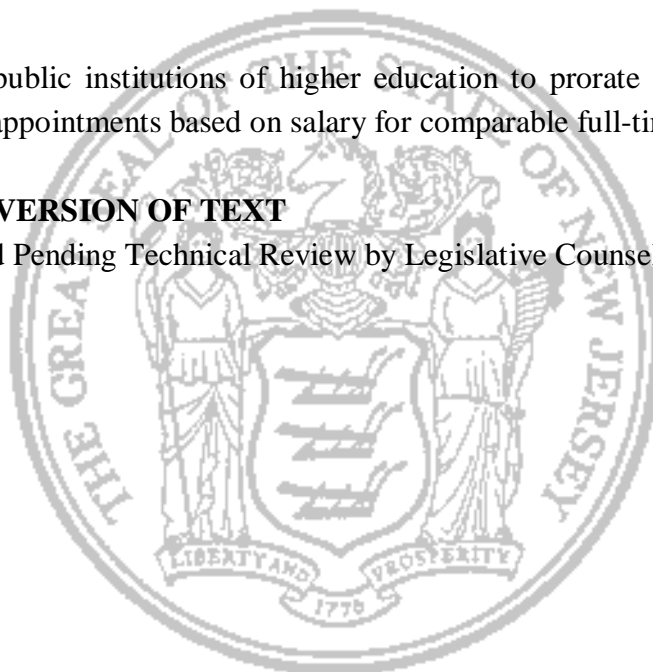 public institutions of higher education to prorate
appointments based on salary for comparable full-ti
VERSION OF TEXT
d Pending Technical Review by Legislative Counsel
THE GREAT SEAL OF THE STATE OF NEW JERSEY
LIBERTY AND PROSPERITY
1776